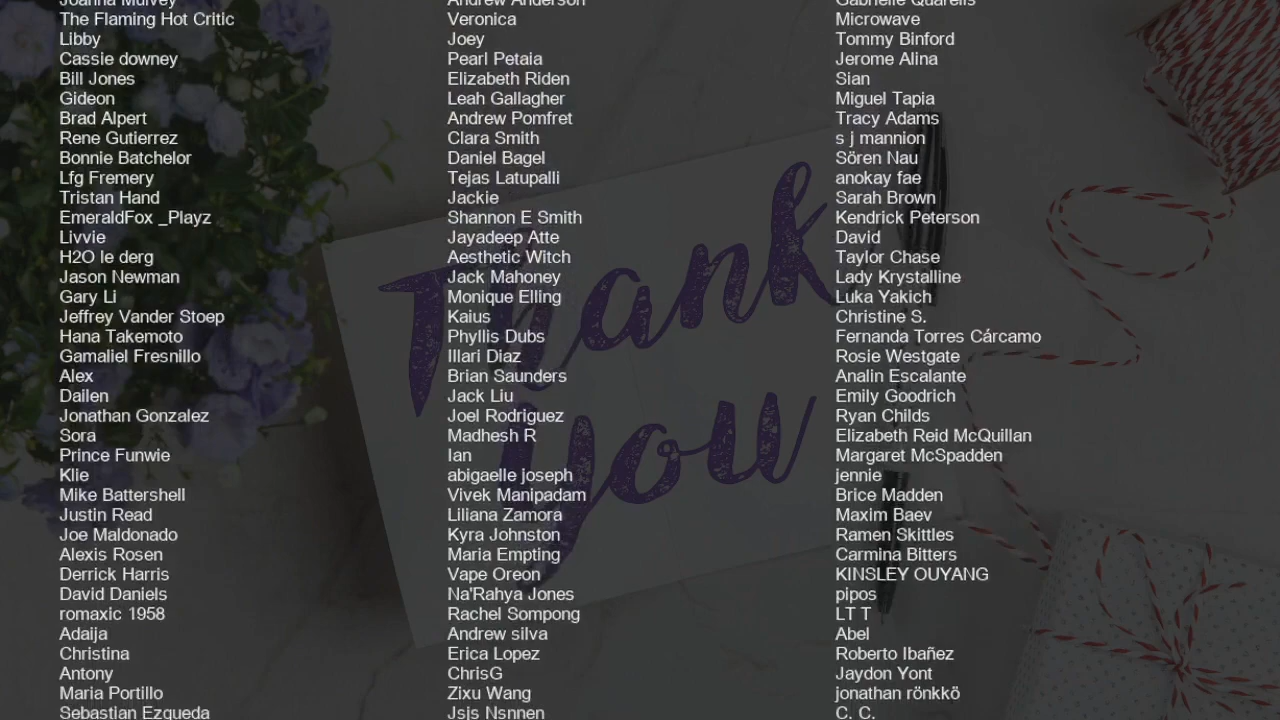 Joanna Mulvey
The Flaming Hot Critic
Libby
Cassie downey
Bill Jones
Gideon
Brad Alpert
Rene Gutierrez
Bonnie Batchelor
Lfg Fremery
Tristan Hand
EmeraldFox _Playz
Livvie
H2O le derg
Jason Newman
Gary Li
Jeffrey Vander Stoep
Hana Takemoto
Gamaliel Fresnillo
Alex
Dailen
Jonathan Gonzalez
Sora
Prince Funwie
Klie
Mike Battershell
Justin Read
Joe Maldonado
Alexis Rosen
Derrick Harris
David Daniels
romaxic 1958
Adaija
Christina
Antony
Maria Portillo
Sebastian Ezqueda
Andrew Anderson
Veronica
Joey
Pearl Petaia
Elizabeth Riden
Leah Gallagher
Andrew Pomfret
Clara Smith
Daniel Bagel
Tejas Latupalli
Jackie
Shannon E Smith
Jayadeep Atte
Aesthetic Witch
Jack Mahoney
Monique Elling
Kaius
Phyllis Dubs
Illari Diaz
Brian Saunders
Jack Liu
Joel Rodriguez
Madhesh R
Ian
abigaelle joseph
Vivek Manipadam
Liliana Zamora
Kyra Johnston
Maria Empting
Vape Oreon
Na'Rahya Jones
Rachel Sompong
Andrew silva
Erica Lopez
ChrisG
Zixu Wang
Jsjs Nsnnen
Gabrielle Quarells
Microwave
Tommy Binford
Jerome Alina
Sian
Miguel Tapia
Tracy Adams
s j mannion
Sören Nau
anokay fae
Sarah Brown
Kendrick Peterson
David
Taylor Chase
Lady Krystalline
Luka Yakich
Christine S.
Fernanda Torres Cárcamo
Rosie Westgate
Analin Escalante
Emily Goodrich
Ryan Childs
Elizabeth Reid McQuillan
Margaret McSpadden
jennie
Brice Madden
Maxim Baev
Ramen Skittles
Carmina Bitters
KINSLEY OUYANG
pipos
LT T
Abel
Roberto Ibañez
Jaydon Yont
jonathan rönkkö
C. C.
Thank
you